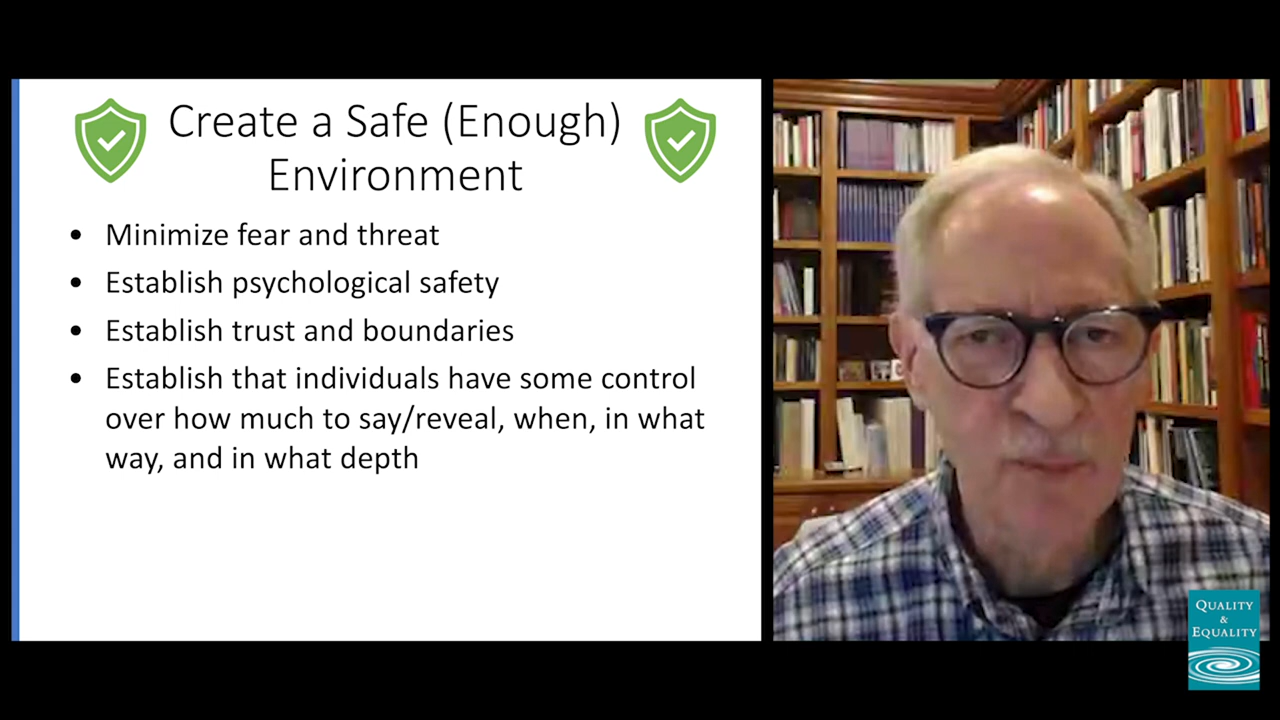 Create a Safe (Enough)
Environment
• Minimize fear and threat
• Establish psychological safety
• Establish trust and boundaries
• Establish that individuals have some control
over how much to say/reveal, when, in what
way, and in what depth
QUALITY
&
EQUALITY